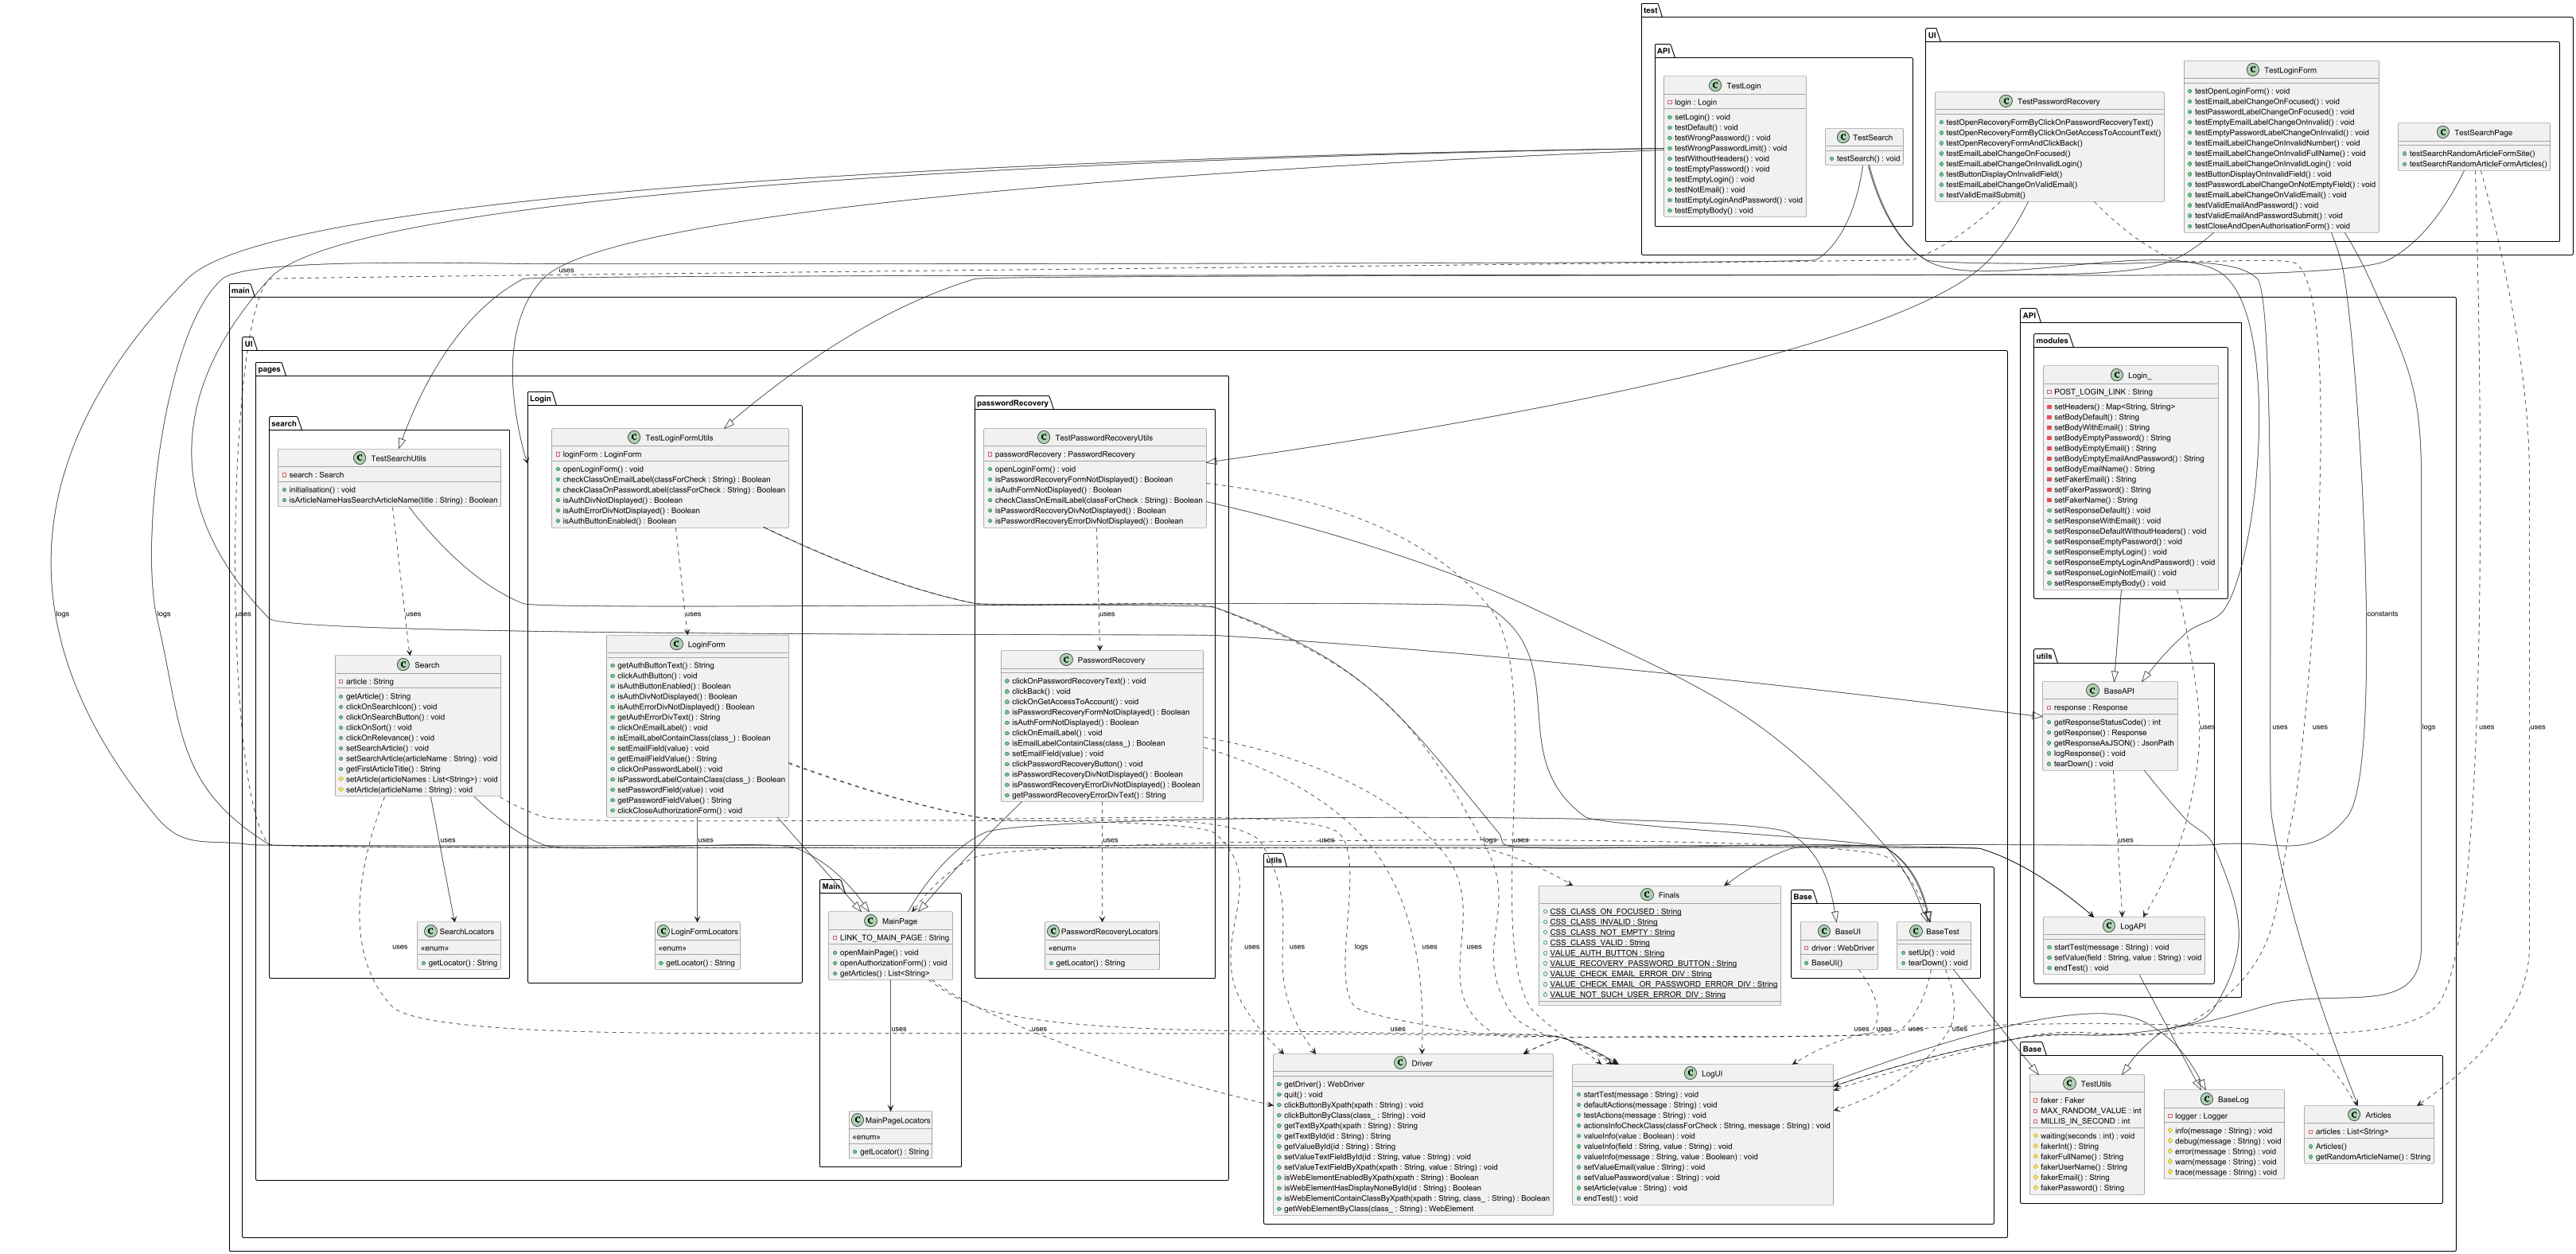 test
API
TestLogin
login : Login
setLogin() : void
testDefault() : void
testWrongPassword() : void
testWrongPasswordLimit() : void
testWithoutHeaders() : void
testEmptyPassword() : void
testEmptyLogin() : void
testNotEmail() : void
testEmptyLoginAndPassword() : void
testEmptyBody() : void
TestSearch
testSearch() : void
UI
TestPasswordRecovery
testOpenRecoveryFormByClickOnPasswordRecoveryText()
testOpenRecoveryFormByClickOnGetAccessToAccountText()
testOpenRecoveryFormAndClickBack()
testEmailLabelChangeOnFocused()
testEmailLabelChangeOnInvalidLogin()
testButtonDisplayOnInvalidField()
testEmailLabelChangeOnValidEmail()
testValidEmailSubmit()
TestLoginForm
testOpenLoginForm() : void
testEmailLabelChangeOnFocused() : void
testPasswordLabelChangeOnFocused() : void
testEmptyEmailLabelChangeOnInvalid() : void
testEmptyPasswordLabelChangeOnInvalid() : void
testEmailLabelChangeOnInvalidNumber() : void
testEmailLabelChangeOnInvalidFullName() : void
testEmailLabelChangeOnInvalidLogin() : void
testButtonDisplayOnInvalidField() : void
testPasswordLabelChangeOnNotEmptyField() : void
testEmailLabelChangeOnValidEmail() : void
testValidEmailAndPassword() : void
testValidEmailAndPasswordSubmit() : void
testCloseAndOpenAuthorisationForm() : void
TestSearchPage
testSearchRandomArticleFormSite()
testSearchRandomArticleFormArticles()
uses
main
UI
pages
search
TestSearchUtils
search : Search
initialisation() : void
isArticleNameHasSearchArticleName(title : String) : Boolean
Login
TestLoginFormUtils
loginForm : LoginForm
openLoginForm() : void
checkClassOnEmailLabel(classForCheck : String) : Boolean
checkClassOnPasswordLabel(classForCheck : String) : Boolean
isAuthDivNotDisplayed() : Boolean
isAuthErrorDivNotDisplayed() : Boolean
isAuthButtonEnabled() : Boolean
passwordRecovery
TestPasswordRecoveryUtils
passwordRecovery : PasswordRecovery
openLoginForm() : void
isPasswordRecoveryFormNotDisplayed() : Boolean
isAuthFormNotDisplayed() : Boolean
checkClassOnEmailLabel(classForCheck : String) : Boolean
isPasswordRecoveryDivNotDisplayed() : Boolean
isPasswordRecoveryErrorDivNotDisplayed() : Boolean
API
modules
Login_
POST_LOGIN_LINK : String
setHeaders() : Map<String, String>
setBodyDefault() : String
setBodyWithEmail() : String
setBodyEmptyPassword() : String
setBodyEmptyEmail() : String
setBodyEmptyEmailAndPassword() : String
setBodyEmailName() : String
setFakerEmail() : String
setFakerPassword() : String
setFakerName() : String
setResponseDefault() : void
setResponseWithEmail() : void
setResponseDefaultWithoutHeaders() : void
setResponseEmptyPassword() : void
setResponseEmptyLogin() : void
setResponseEmptyLoginAndPassword() : void
setResponseLoginNotEmail() : void
setResponseEmptyBody() : void
logs
logs
uses
uses
uses
uses
constants
Search
article : String
getArticle() : String
clickOnSearchIcon() : void
clickOnSearchButton() : void
clickOnSort() : void
clickOnRelevance() : void
setSearchArticle() : void
setSearchArticle(articleName : String) : void
getFirstArticleTitle() : String
setArticle(articleNames : List<String>) : void
setArticle(articleName : String) : void
LoginForm
getAuthButtonText() : String
clickAuthButton() : void
isAuthButtonEnabled() : Boolean
isAuthDivNotDisplayed() : Boolean
isAuthErrorDivNotDisplayed() : Boolean
getAuthErrorDivText() : String
clickOnEmailLabel() : void
isEmailLabelContainClass(class_) : Boolean
setEmailField(value) : void
getEmailFieldValue() : String
clickOnPasswordLabel() : void
isPasswordLabelContainClass(class_) : Boolean
setPasswordField(value) : void
getPasswordFieldValue() : String
clickCloseAuthorizationForm() : void
PasswordRecovery
clickOnPasswordRecoveryText() : void
clickBack() : void
clickOnGetAccessToAccount() : void
isPasswordRecoveryFormNotDisplayed() : Boolean
isAuthFormNotDisplayed() : Boolean
clickOnEmailLabel() : void
isEmailLabelContainClass(class_) : Boolean
setEmailField(value) : void
clickPasswordRecoveryButton() : void
isPasswordRecoveryDivNotDisplayed() : Boolean
isPasswordRecoveryErrorDivNotDisplayed() : Boolean
getPasswordRecoveryErrorDivText() : String
utils
BaseAPI
response : Response
getResponseStatusCode() : int
getResponse() : Response
getResponseAsJSON() : JsonPath
logResponse() : void
tearDown() : void
uses
uses
uses
logs
uses
uses
uses
uses
uses
uses
logs
uses
uses
SearchLocators
«enum»
getLocator() : String
LoginFormLocators
«enum»
getLocator() : String
Main
MainPage
LINK_TO_MAIN_PAGE : String
openMainPage() : void
openAuthorizationForm() : void
getArticles() : List<String>
PasswordRecoveryLocators
«enum»
getLocator() : String
utils
Finals
CSS_CLASS_ON_FOCUSED : String
CSS_CLASS_INVALID : String
CSS_CLASS_NOT_EMPTY : String
CSS_CLASS_VALID : String
VALUE_AUTH_BUTTON : String
VALUE_RECOVERY_PASSWORD_BUTTON : String
VALUE_CHECK_EMAIL_ERROR_DIV : String
VALUE_CHECK_EMAIL_OR_PASSWORD_ERROR_DIV : String
VALUE_NOT_SUCH_USER_ERROR_DIV : String
Base
BaseUI
driver : WebDriver
BaseUI()
BaseTest
setUp() : void
tearDown() : void
LogAPI
startTest(message : String) : void
setValue(field : String, value : String) : void
endTest() : void
uses
uses
uses
logs
uses
uses
uses
uses
uses
uses
uses
uses
uses
MainPageLocators
«enum»
getLocator() : String
Driver
getDriver() : WebDriver
quit() : void
clickButtonByXpath(xpath : String) : void
clickButtonByClass(class_ : String) : void
getTextByXpath(xpath : String) : String
getTextById(id : String) : String
getValueById(id : String) : String
setValueTextFieldById(id : String, value : String) : void
setValueTextFieldByXpath(xpath : String, value : String) : void
isWebElementEnabledByXpath(xpath : String) : Boolean
isWebElementHasDisplayNoneById(id : String) : Boolean
isWebElementContainClassByXpath(xpath : String, class_ : String) : Boolean
getWebElementByClass(class_ : String) : WebElement
LogUI
startTest(message : String) : void
defaultActions(message : String) : void
testActions(message : String) : void
actionsInfoCheckClass(classForCheck : String, message : String) : void
valueInfo(value : Boolean) : void
valueInfo(field : String, value : String) : void
valueInfo(message : String, value : Boolean) : void
setValueEmail(value : String) : void
setValuePassword(value : String) : void
setArticle(value : String) : void
endTest() : void
Base
TestUtils
faker : Faker
MAX_RANDOM_VALUE : int
MILLIS_IN_SECOND : int
waiting(seconds : int) : void
fakerInt() : String
fakerFullName() : String
fakerUserName() : String
fakerEmail() : String
fakerPassword() : String
BaseLog
logger : Logger
info(message : String) : void
debug(message : String) : void
error(message : String) : void
warn(message : String) : void
trace(message : String) : void
Articles
articles : List<String>
Articles()
getRandomArticleName() : String